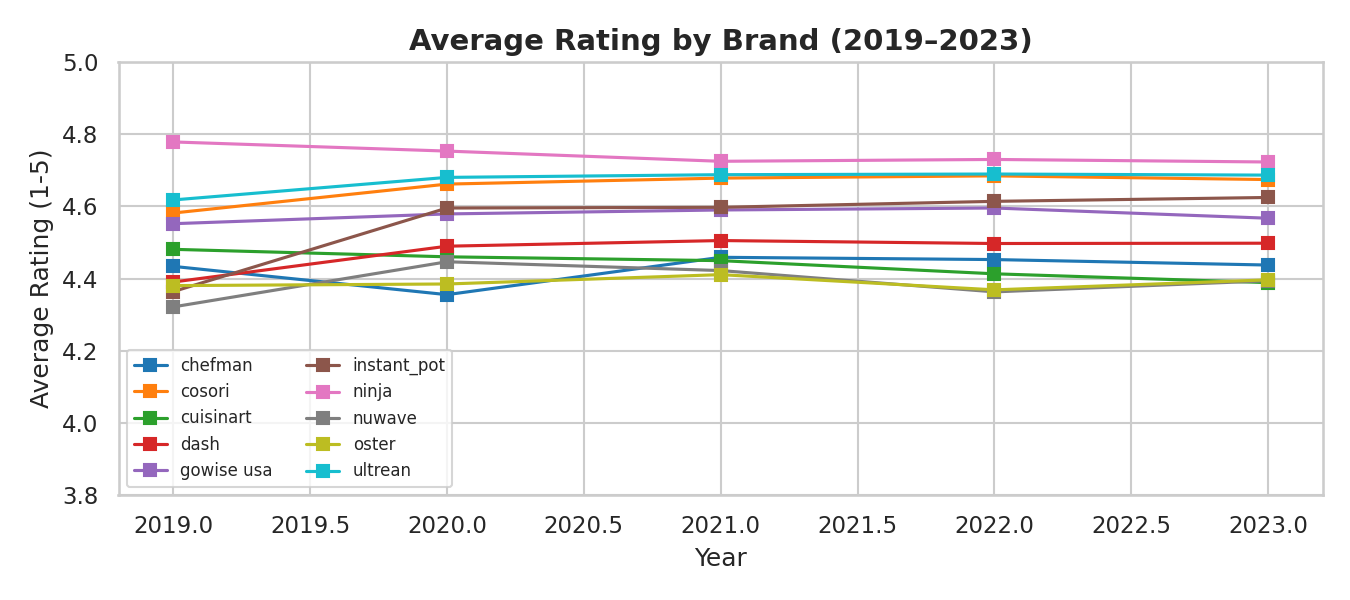 Average Rating by Brand (2019–2023)
Average Rating (1-5)
5.0
4.8
4.6
4.4
4.2
4.0
3.8
chefman
cosori
cuisinart
dash
gowise usa
instant_pot
ninja
nuwave
oster
ultrean
2019.0 2019.5 2020.0 2020.5 2021.0 2021.5 2022.0 2022.5 2023.0
Year